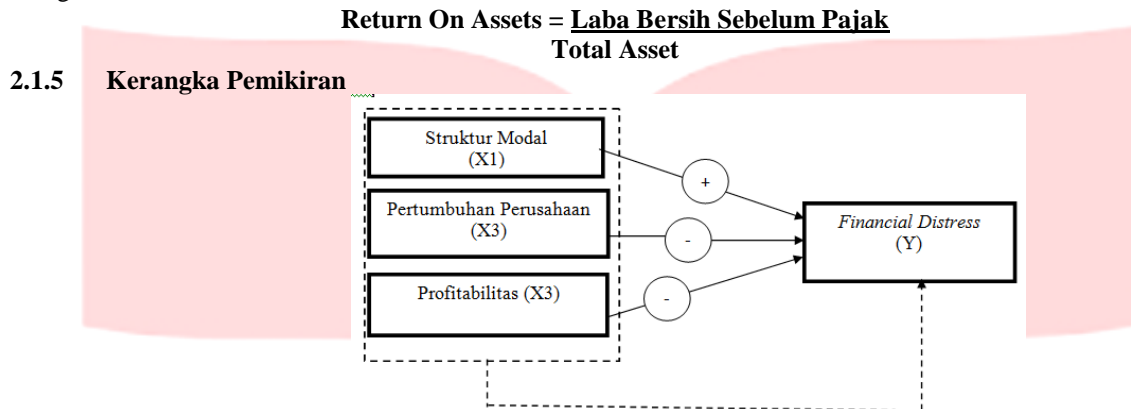 Return On Assets = Laba Bersih Sebelum Pajak
Total Asset
2.1.5 Kerangka Pemikiran
Struktur Modal
(X1)
+
Pertumbuhan Perusahaan
(X3)
-
Financial Distress
(Y)
Profitabilitas (X3)
-